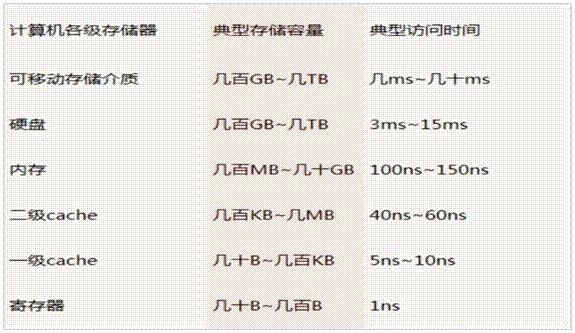 计算机各级存储器 典型存储容量 典型访问时间
可移动存储介质 几百GB~几TB 几ms~几十ms
硬盘 几百GB~几TB 3ms~15ms
内存 几百MB~几十GB 100ns~150ns
二级cache 几百KB~几MB 40ns~60ns
一级cache 几十B~几百KB 5ns~10ns
寄存器 几十B~几百B 1ns